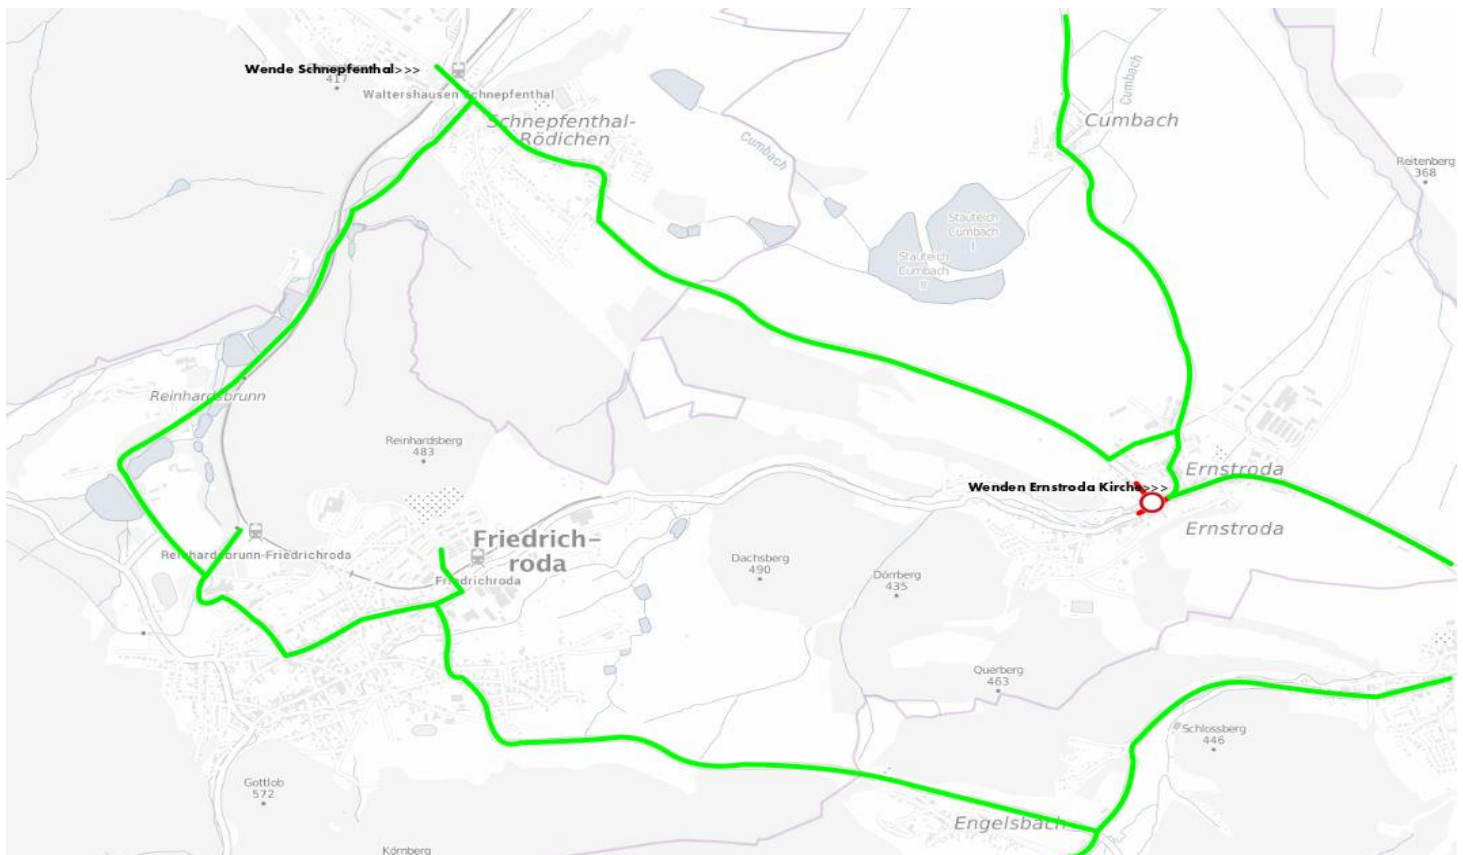 Wende Schnepfenthal>>>
417
Waltershausen Schnepfenthal
Schnepfenthal-
Rödichen
Cumbach
Cumbach
Cumbach
Reitenberg
368
Stauteich
Cumbach
I
Stauteich
Cumbach
II
Reinhardsbrunn
Reinhardsberg
483
Ernstroda
Wenden Ernstroda Kirche>>>
Ernstroda
Friedrich-
roda
Reinhardsbrunn-Friedrichroda
Friedrichroda
Dachsberg
490
Dörrberg
435
Querberg
463
Schlossberg
446
Gottlob
572
Engelsbach
Körnberg